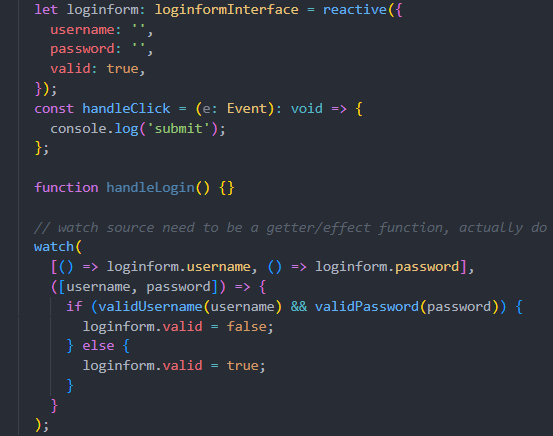 let loginform: loginformInterface = reactive({
  username: '',
  password: '',
  valid: true,
});
const handleClick = (e: Event): void => {
  console.log('submit');
};
function handleLogin() {}
// watch source need to be a getter/effect function, actually do
watch(
  [() => loginform.username, () => loginform.password],
  ([username, password]) => {
    if (validUsername(username) && validPassword(password)) {
      loginform.valid = false;
    } else {
      loginform.valid = true;
    }
  }
);